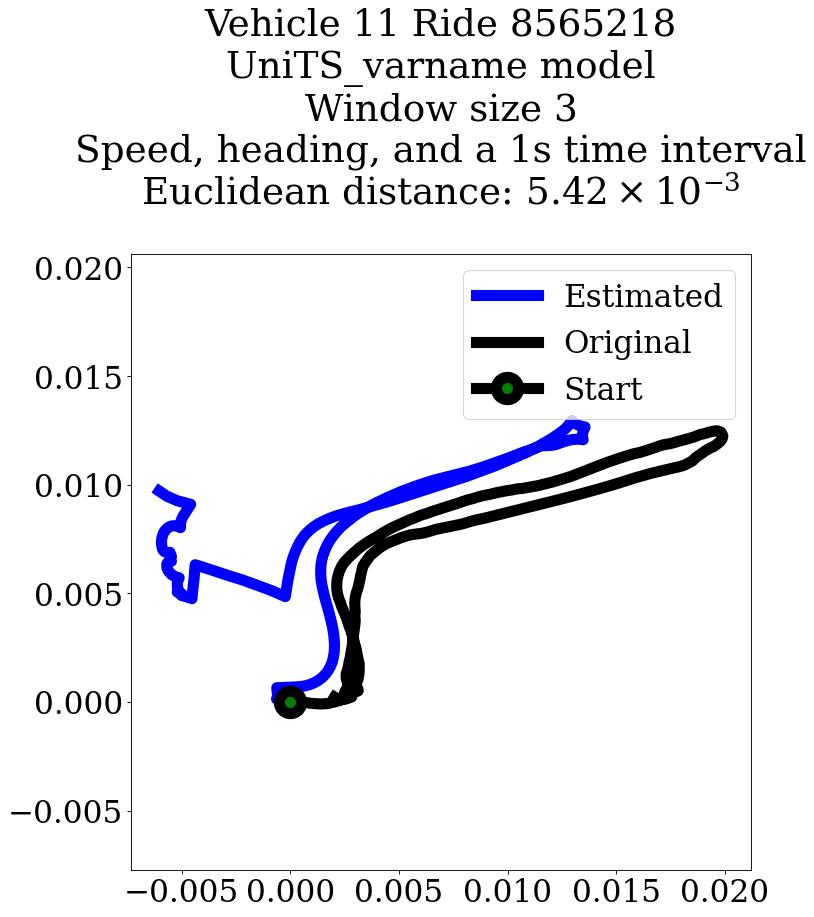 Vehicle 11 Ride 8565218
UniTS_varname model
Window size 3
Speed, heading, and a 1s time interval
Euclidean distance: 5.42 × 10⁻³
0.020
Estimated
Original
Start
0.015
0.010
0.005
0.000
−0.005
−0.005 0.000 0.005 0.010 0.015 0.020